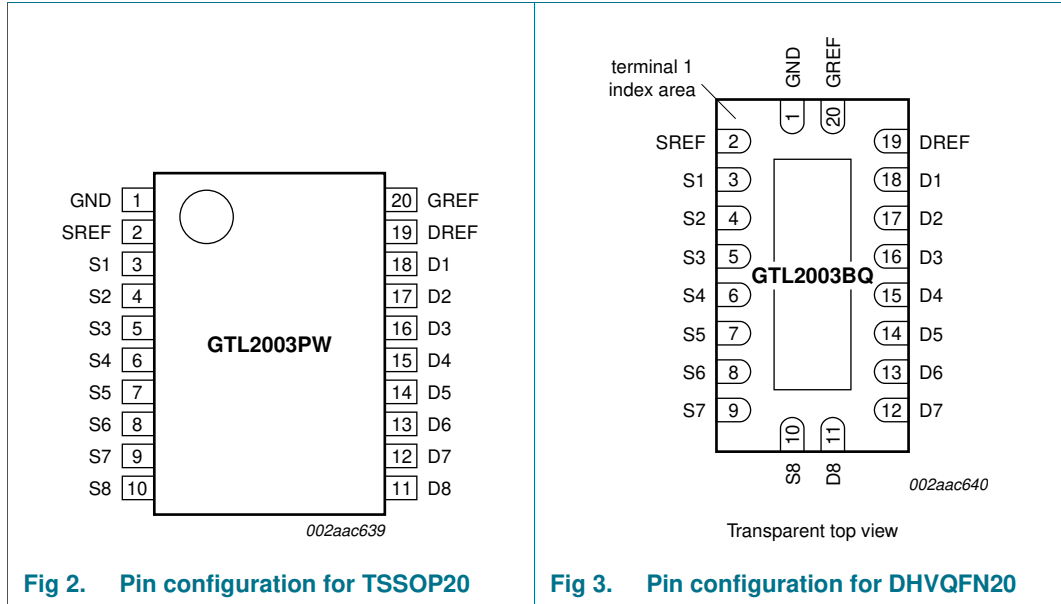 GND 1
SREF 2
S1 3
S2 4
S3 5
S4 6
S5 7
S6 8
S7 9
S8 10
GTL2003PW
20 GREF
19 DREF
18 D1
17 D2
16 D3
15 D4
14 D5
13 D6
12 D7
11 D8
002aac639
Fig 2. Pin configuration for TSSOP20
terminal 1
index area
GND
1
GREF
20
SREF 2
S1 3
S2 4
S3 5
S4 6
S5 7
S6 8
S7 9
GTL2003BQ
19 DREF
18 D1
17 D2
16 D3
15 D4
14 D5
13 D6
12 D7
10
S8
11
D8
002aac640
Transparent top view
Fig 3. Pin configuration for DHVQFN20